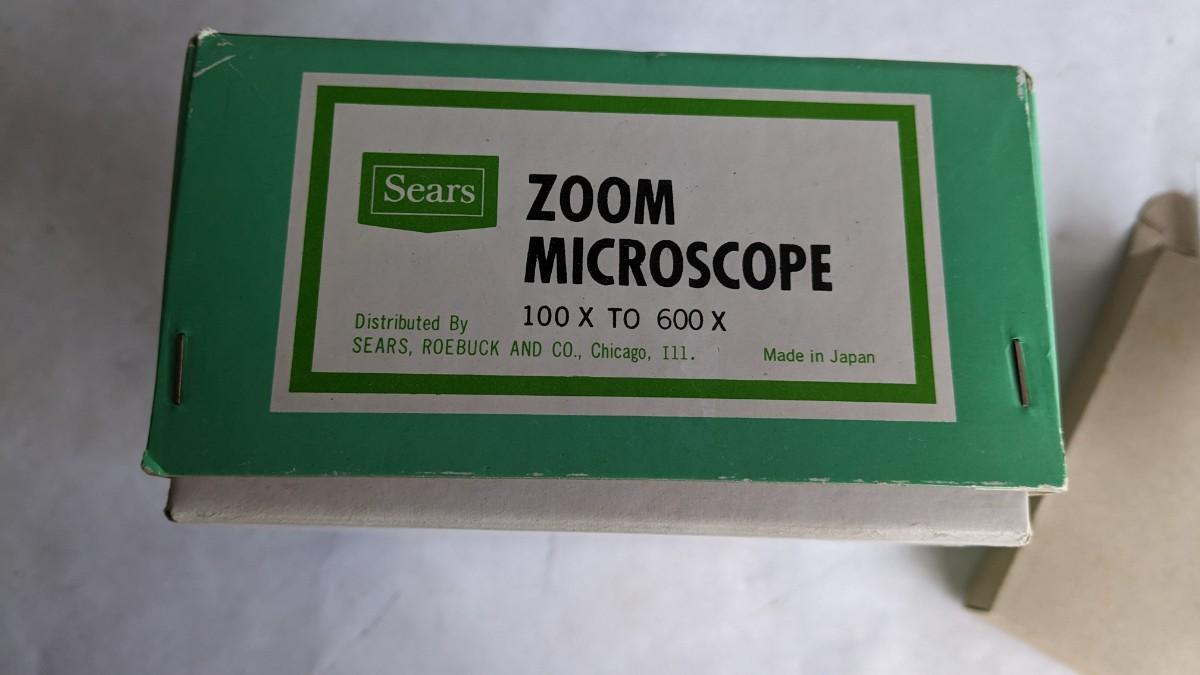 Sears
ZOOM
MICROSCOPE
100 X TO 600 X
Distributed By
SEARS, ROEBUCK AND CO., Chicago, Ill.
Made in Japan